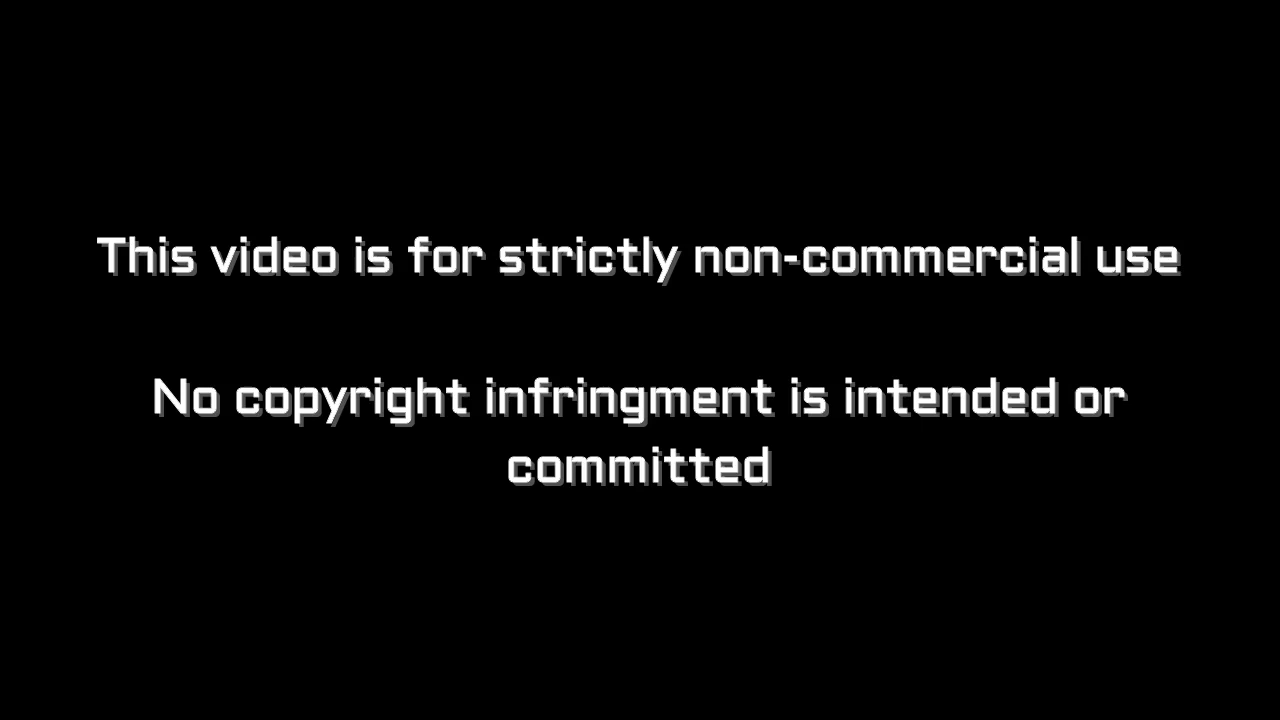 This video is for strictly non-commercial use
No copyright infringment is intended or
committed